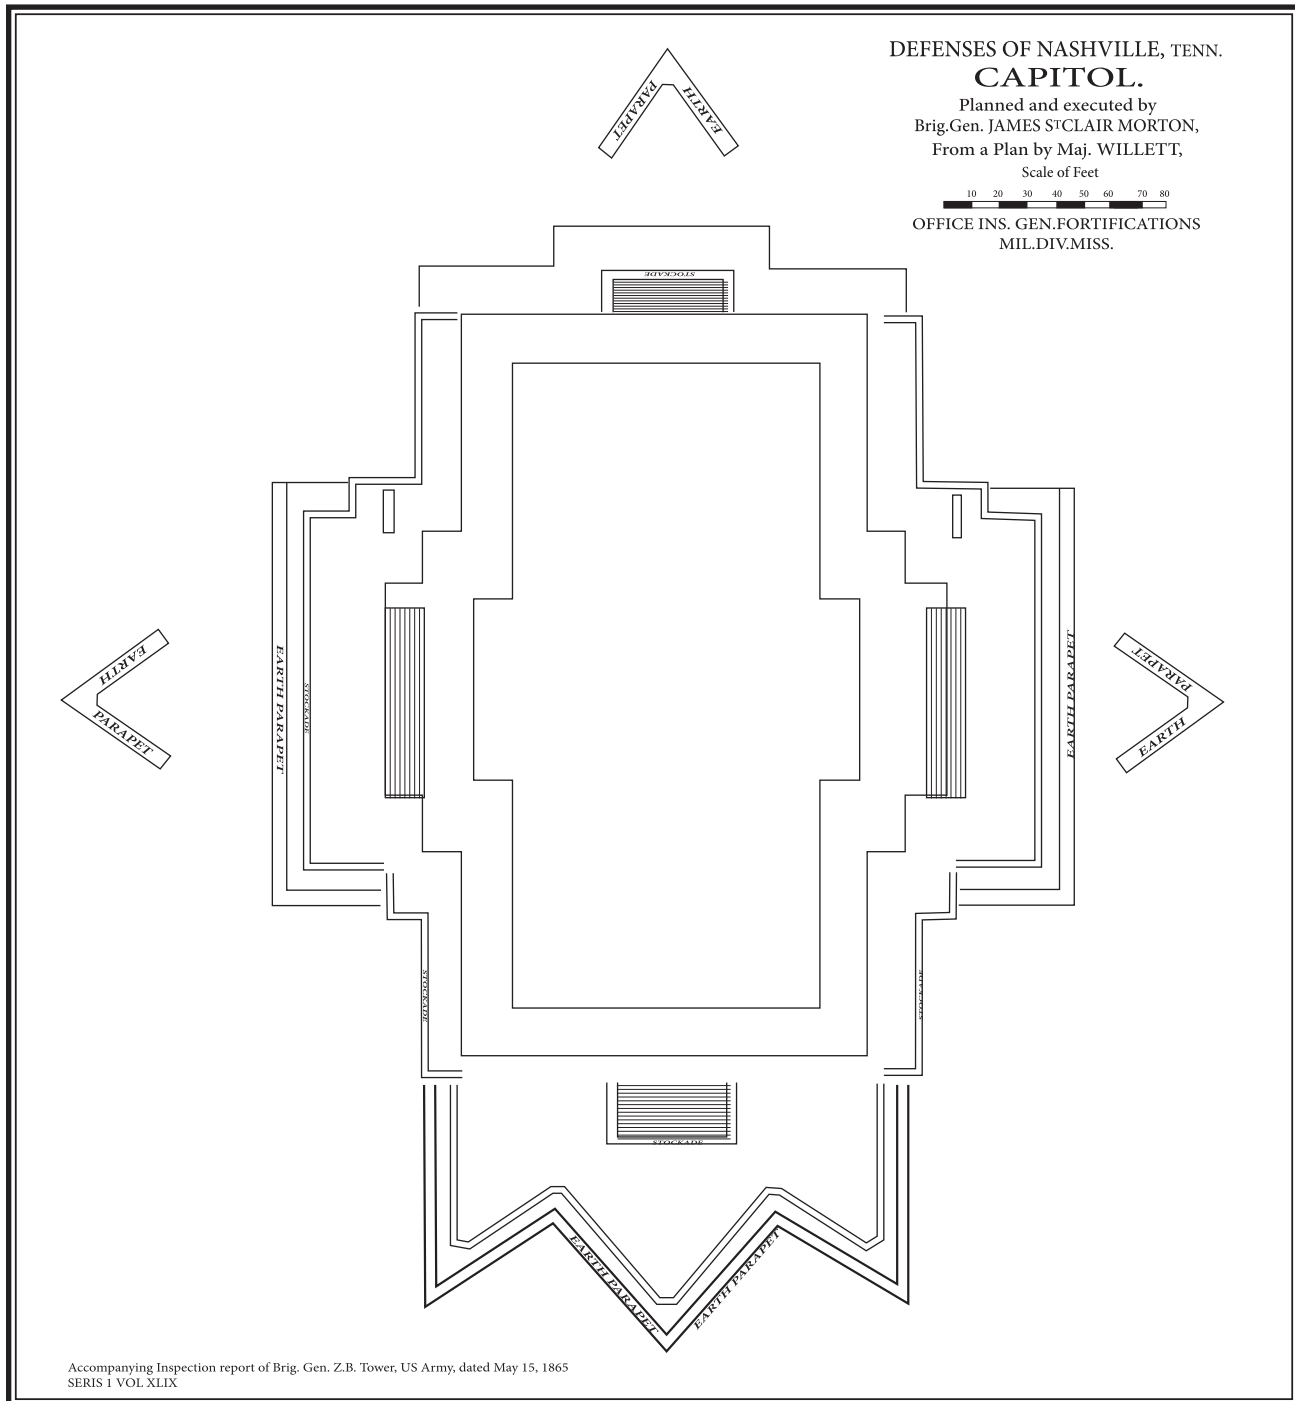 DEFENSES OF NASHVILLE, TENN.
CAPITOL.
Planned and executed by
Brig.Gen. JAMES STCLAIR MORTON,
From a Plan by Maj. WILLETT,
Scale of Feet
10 20 30 40 50 60 70 80
OFFICE INS. GEN.FORTIFICATIONS
MIL.DIV.MISS.
PARAPET
EARTH
STOCKADE
EARTH
PARAPET
EARTH PARAPET
STOCKADE
EARTH PARAPET
PARAPET
EARTH
STOCKADE
STOCKADE
STOCKADE
EARTH PARAPET
EARTH PARAPET
Accompanying Inspection report of Brig. Gen. Z.B. Tower, US Army, dated May 15, 1865
SERIS 1 VOL XLIX